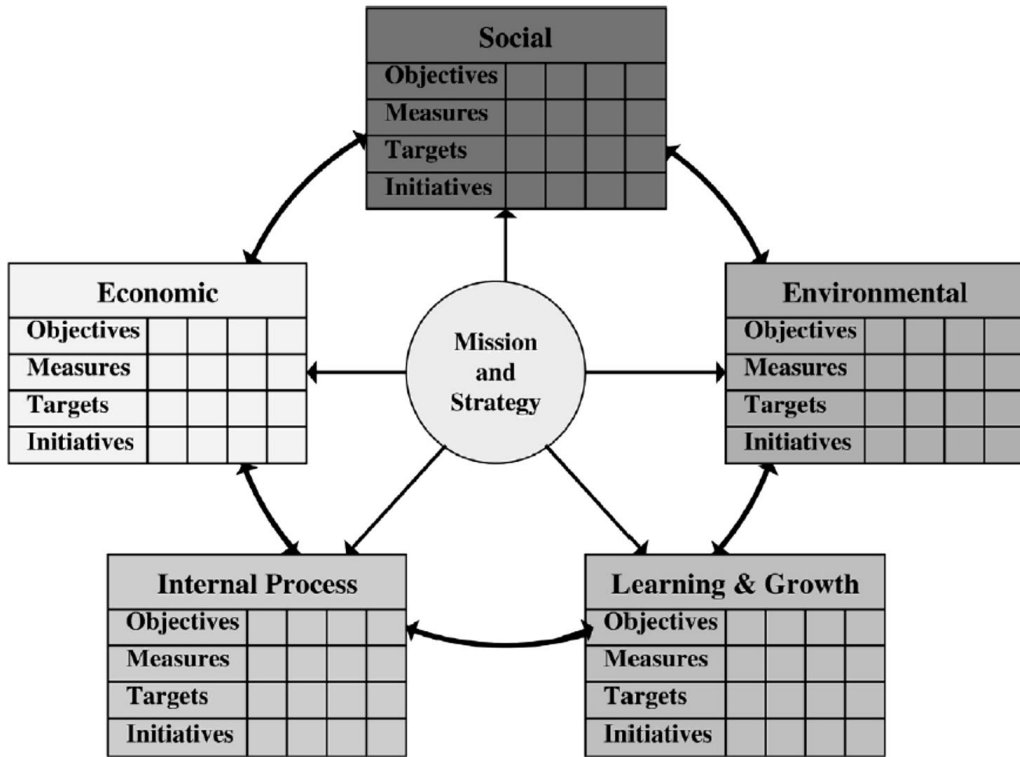 Social
Objectives
Measures
Targets
Initiatives
Economic
Objectives
Measures
Targets
Initiatives
Mission
and
Strategy
Environmental
Objectives
Measures
Targets
Initiatives
Internal Process
Objectives
Measures
Targets
Initiatives
Learning & Growth
Objectives
Measures
Targets
Initiatives